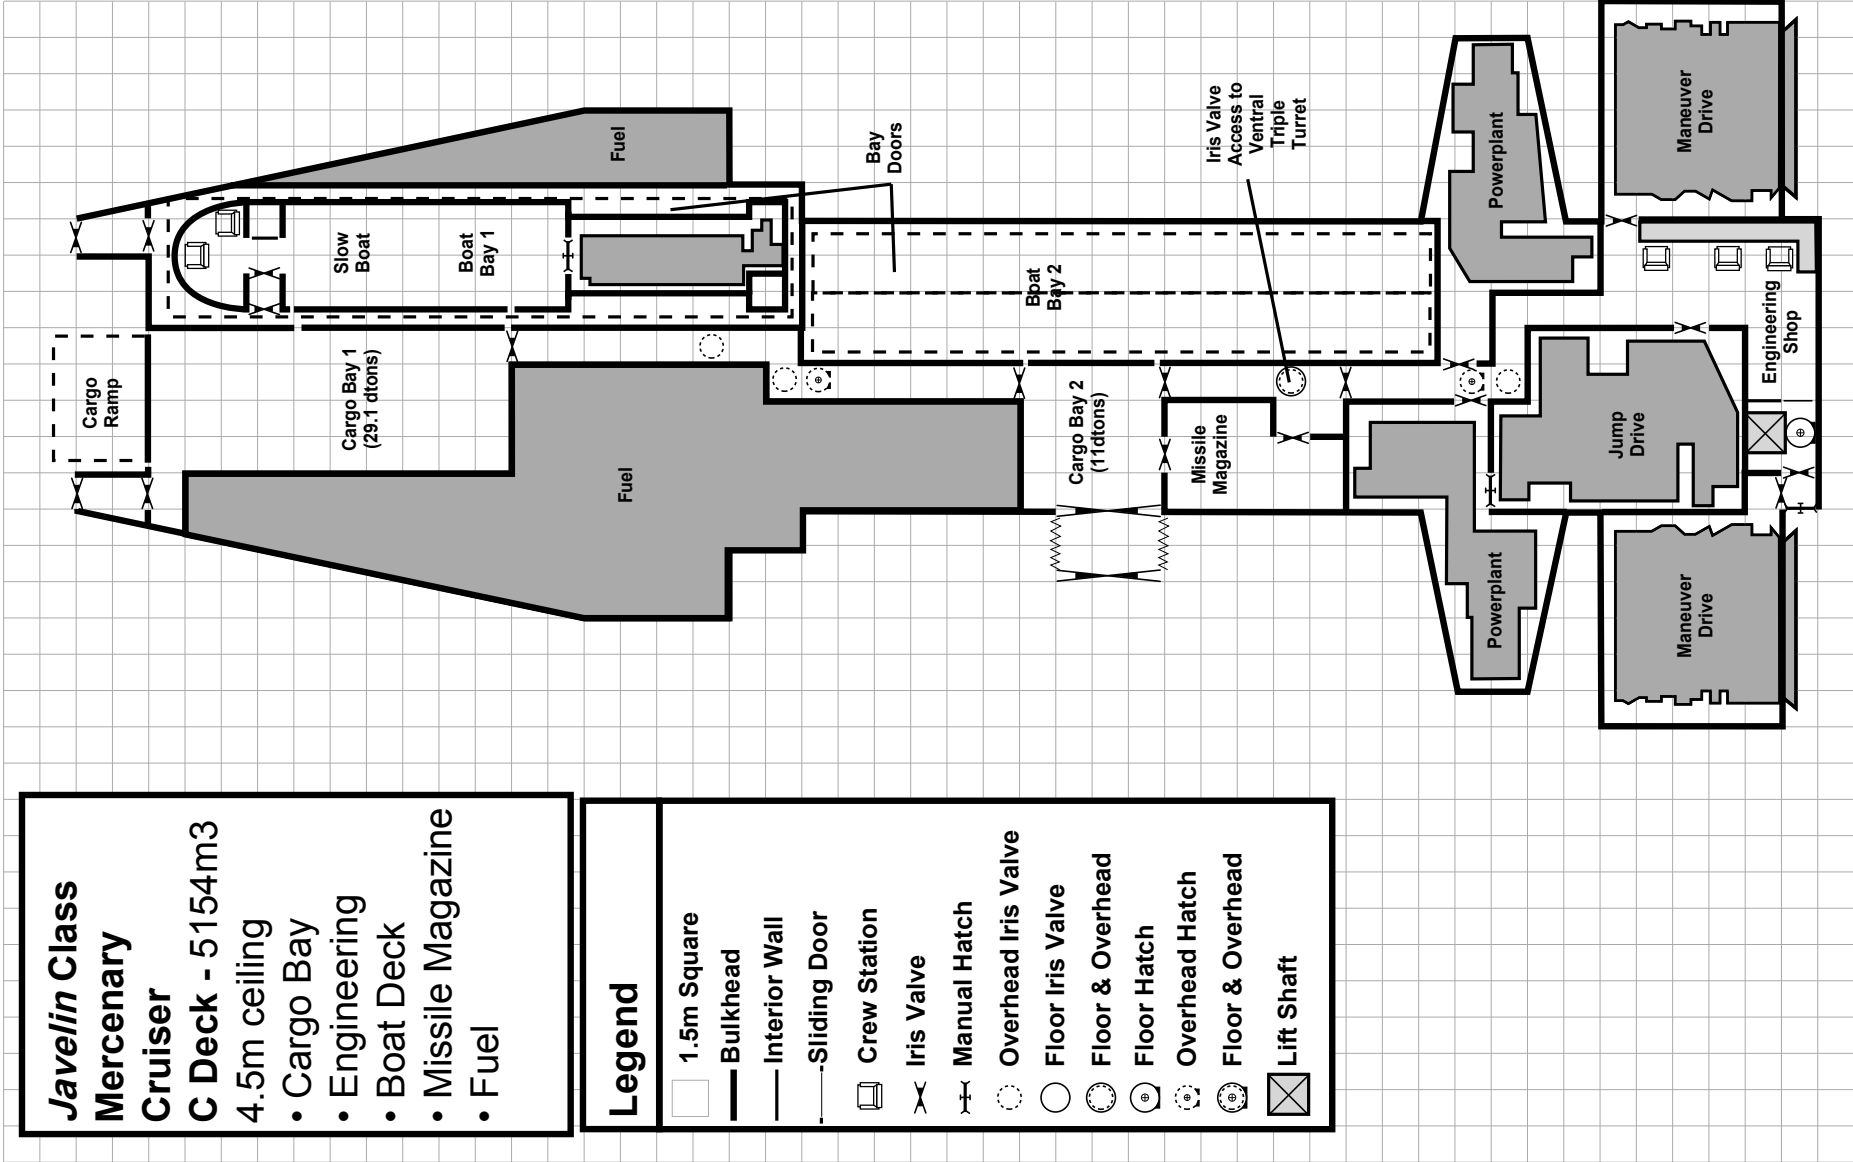 Javelin Class
Mercenary
Cruiser
C Deck - 5154m3
4.5m ceiling
• Cargo Bay
• Engineering
• Boat Deck
• Missile Magazine
• Fuel
Legend
1.5m Square
Bulkhead
Interior Wall
Sliding Door
Crew Station
Iris Valve
Manual Hatch
Overhead Iris Valve
Floor Iris Valve
Floor & Overhead
Floor Hatch
Overhead Hatch
Floor & Overhead
Lift Shaft
Cargo
Ramp
Cargo Bay 1
(29.1 dtons)
Slow
Boat
Boat
Bay 1
Fuel
Fuel
Bay
Doors
Boat
Bay 2
Cargo Bay 2
(11dtons)
Missile
Magazine
Iris Valve
Access to
Ventral
Triple
Turret
Powerplant
Powerplant
Jump
Drive
Maneuver
Drive
Maneuver
Drive
Engineering
Shop